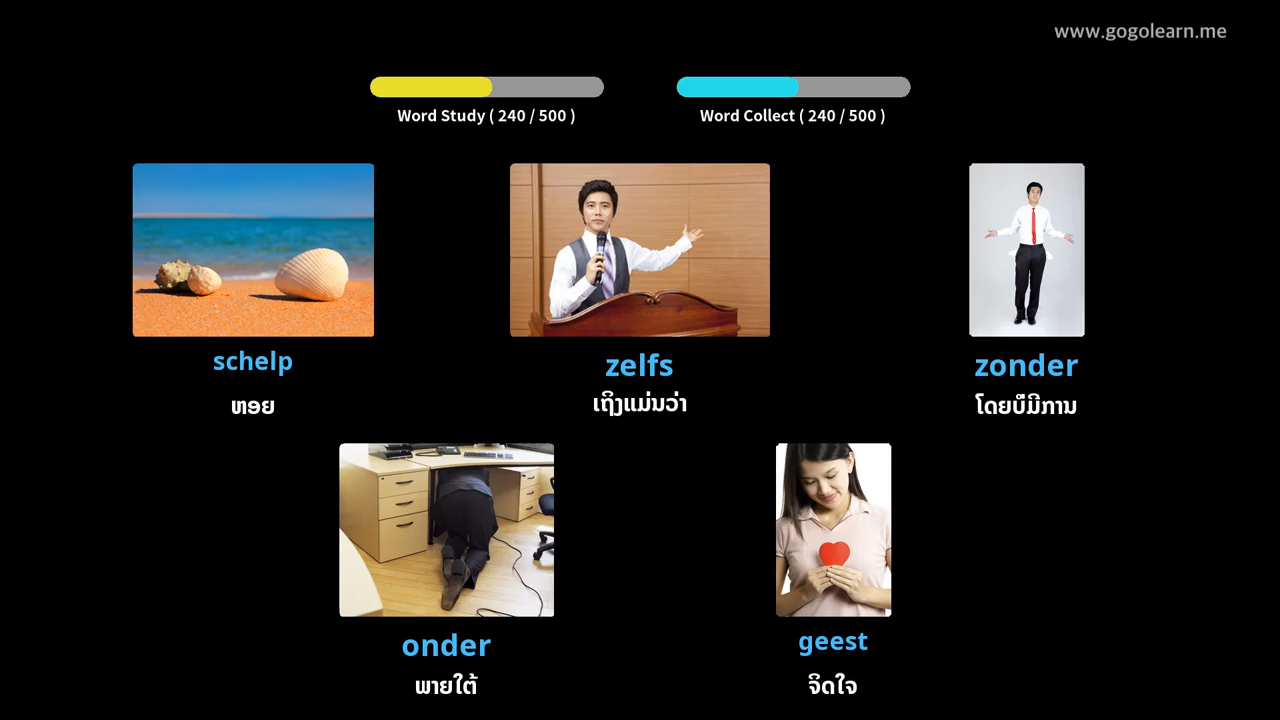 www.gogolearn.me
Word Study ( 240 / 500 )
Word Collect ( 240 / 500 )
schelp
zelfs
zonder
ຫອຍ
ເຖິງແມ່ນວ່າ
ໂດຍບໍ່ມີການ
onder
geest
ພາຍໃຕ້
ຈິດໃຈ